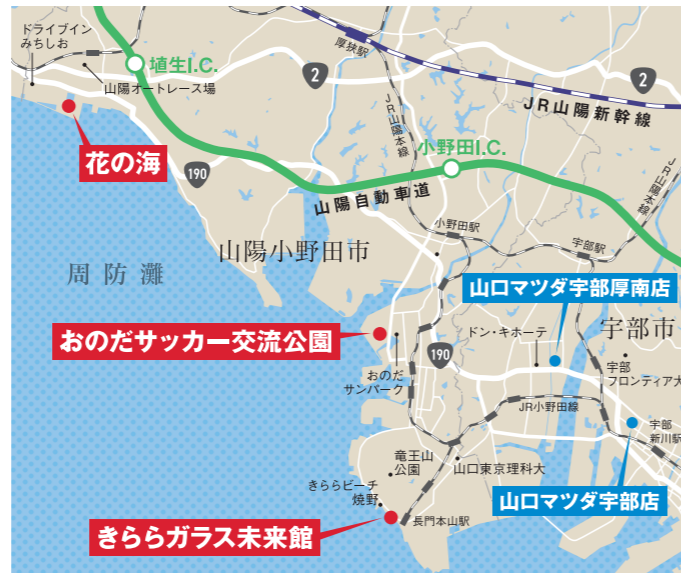 ドライブイン
みちしお
埴生I.C.
山陽オートレース場
厚狭駅
2
2
JR山陽新幹線
JR山陽本線
花の海
190
小野田I.C.
山陽自動車道
JR山陽本線
小野田駅
山陽小野田市
宇部駅
周防灘
山口マツダ宇部厚南店
おのだサッカー交流公園
ドン・キホーテ
宇部市
190
おのだ
サンパーク
宇部
フロンティア大
JR小野田線
宇部
新川駅
竜王山
公園
山口東京理科大
きららビーチ
焼野
山口マツダ宇部店
きららガラス未来館
長門本山駅